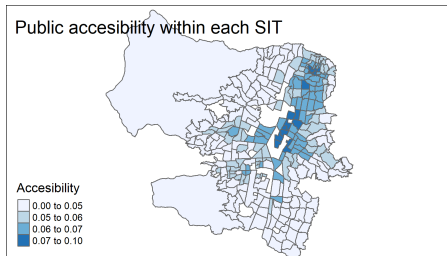 Public accesibility within each SIT
Accesibility
0.00 to 0.05
0.05 to 0.06
0.06 to 0.07
0.07 to 0.10